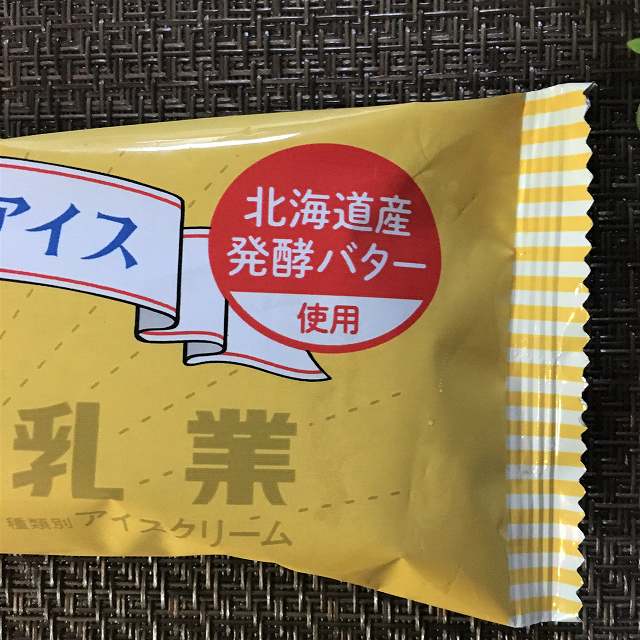 アイス
北海道産
発酵バター
使用
乳業
種類別 アイスクリーム